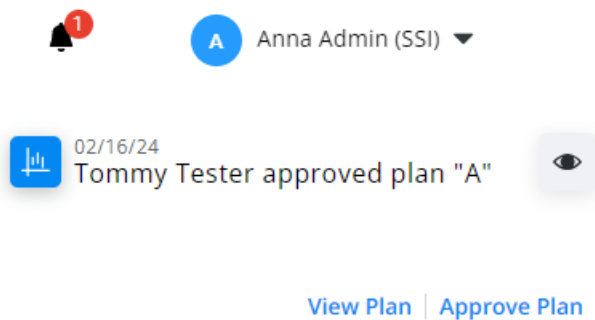 1
A Anna Admin (SSI)
02/16/24
Tommy Tester approved plan "A"
View Plan | Approve Plan